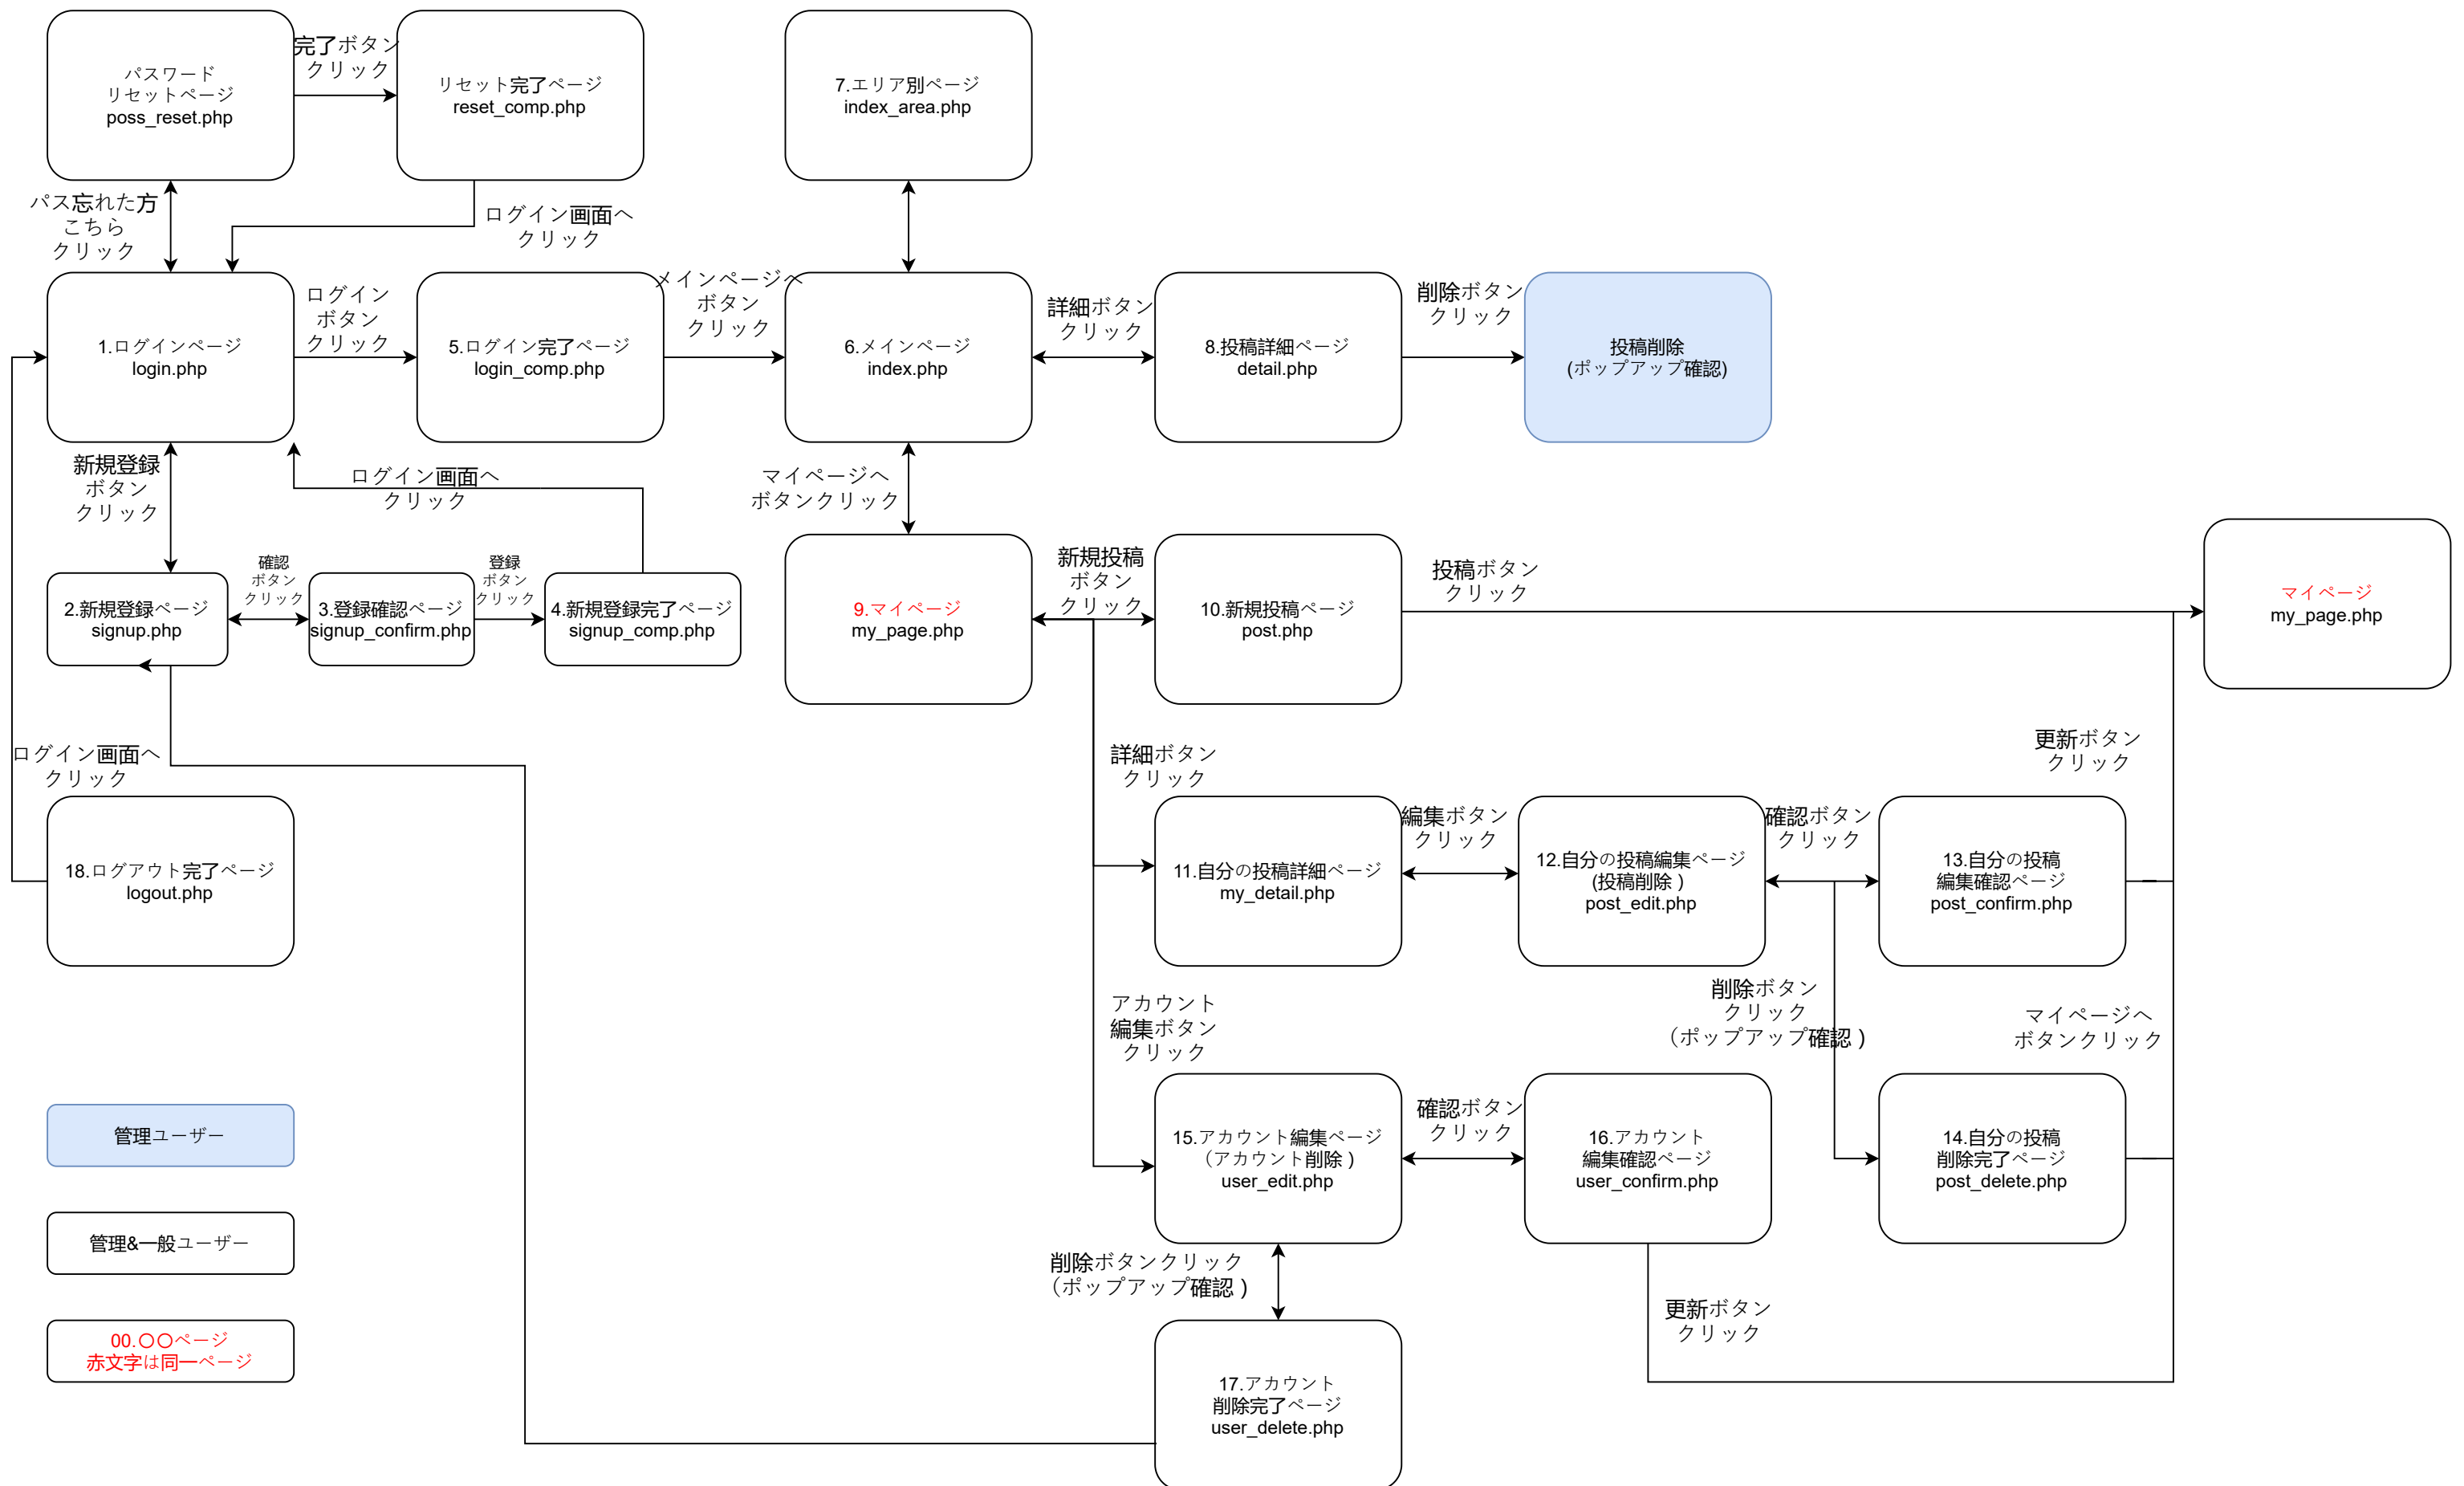 パスワード
リセットページ
poss_reset.php
完了ボタン
クリック
リセット完了ページ
reset_comp.php
7.エリア別ページ
index_area.php
パス忘れた方
こちら
クリック
ログイン画面へ
クリック
1.ログインページ
login.php
ログイン
ボタン
クリック
5.ログイン完了ページ
login_comp.php
メインページへ
ボタン
クリック
6.メインページ
index.php
詳細ボタン
クリック
8.投稿詳細ページ
detail.php
削除ボタン
クリック
投稿削除
(ポップアップ確認)
新規登録
ボタン
クリック
ログイン画面へ
クリック
マイページへ
ボタンクリック
2.新規登録ページ
signup.php
確認
ボタン
クリック
3.登録確認ページ
signup_confirm.php
登録
ボタン
クリック
4.新規登録完了ページ
signup_comp.php
9.マイページ
my_page.php
新規投稿
ボタン
クリック
10.新規投稿ページ
post.php
投稿ボタン
クリック
マイページ
my_page.php
ログイン画面へ
クリック
詳細ボタン
クリック
更新ボタン
クリック
18.ログアウト完了ページ
logout.php
11.自分の投稿詳細ページ
my_detail.php
編集ボタン
クリック
12.自分の投稿編集ページ
(投稿削除）
post_edit.php
確認ボタン
クリック
13.自分の投稿
編集確認ページ
post_confirm.php
アカウント
編集ボタン
クリック
削除ボタン
クリック
（ポップアップ確認）
マイページへ
ボタンクリック
15.アカウント編集ページ
（アカウント削除）
user_edit.php
確認ボタン
クリック
16.アカウント
編集確認ページ
user_confirm.php
14.自分の投稿
削除完了ページ
post_delete.php
削除ボタンクリック
（ポップアップ確認）
更新ボタン
クリック
17.アカウント
削除完了ページ
user_delete.php
管理ユーザー
管理&一般ユーザー
00.〇〇ページ
赤文字は同一ページ